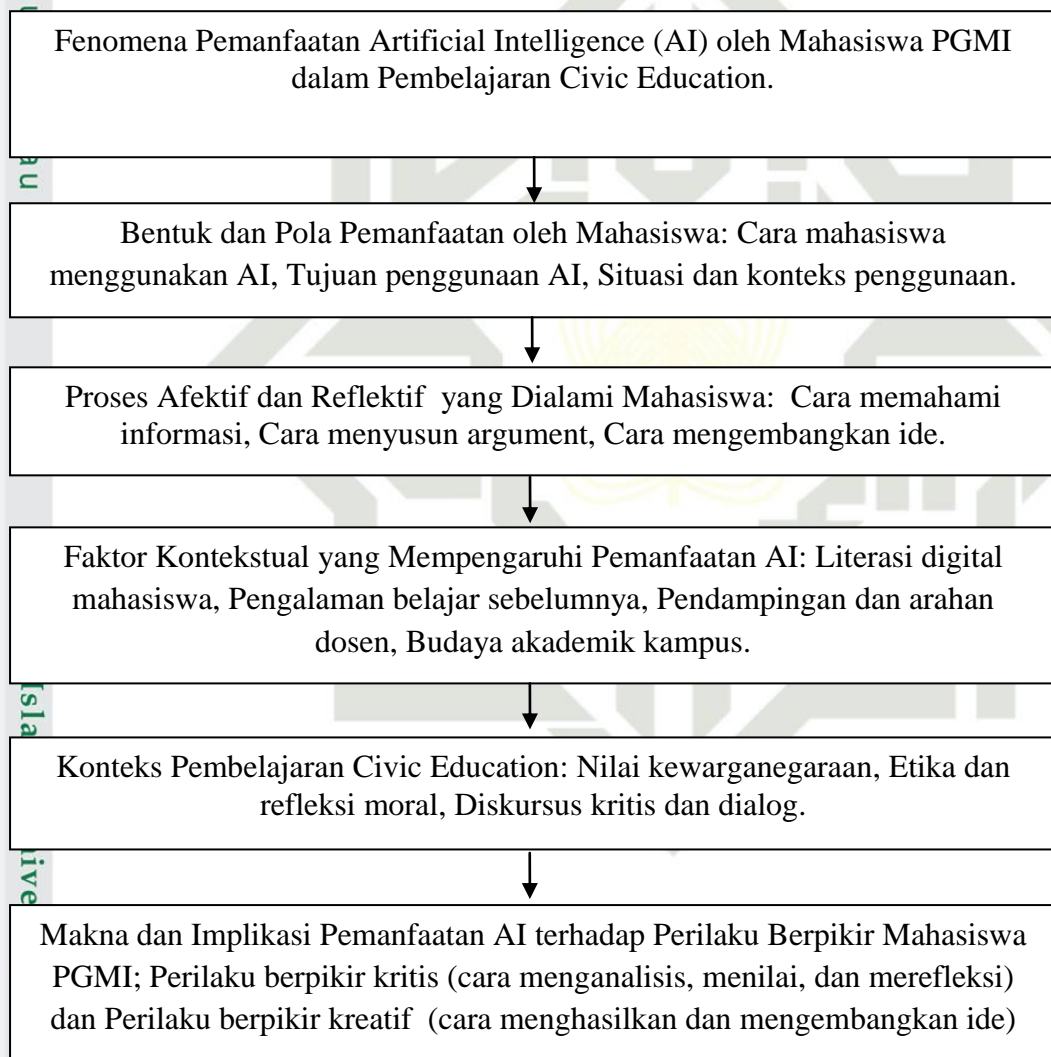 Fenomena Pemanfaatan Artificial Intelligence (AI) oleh Mahasiswa PGMI
dalam Pembelajaran Civic Education.
Bentuk dan Pola Pemanfaatan oleh Mahasiswa: Cara mahasiswa
menggunakan AI, Tujuan penggunaan AI, Situasi dan konteks penggunaan.
Proses Afektif dan Reflektif yang Dialami Mahasiswa: Cara memahami
informasi, Cara menyusun argument, Cara mengembangkan ide.
Faktor Kontekstual yang Mempengaruhi Pemanfaatan AI: Literasi digital
mahasiswa, Pengalaman belajar sebelumnya, Pendampingan dan arahan
dosen, Budaya akademik kampus.
Konteks Pembelajaran Civic Education: Nilai kewarganegaraan, Etika dan
refleksi moral, Diskursus kritis dan dialog.
Makna dan Implikasi Pemanfaatan AI terhadap Perilaku Berpikir Mahasiswa
PGMI; Perilaku berpikir kritis (cara menganalisis, menilai, dan merefleksi)
dan Perilaku berpikir kreatif (cara menghasilkan dan mengembangkan ide)